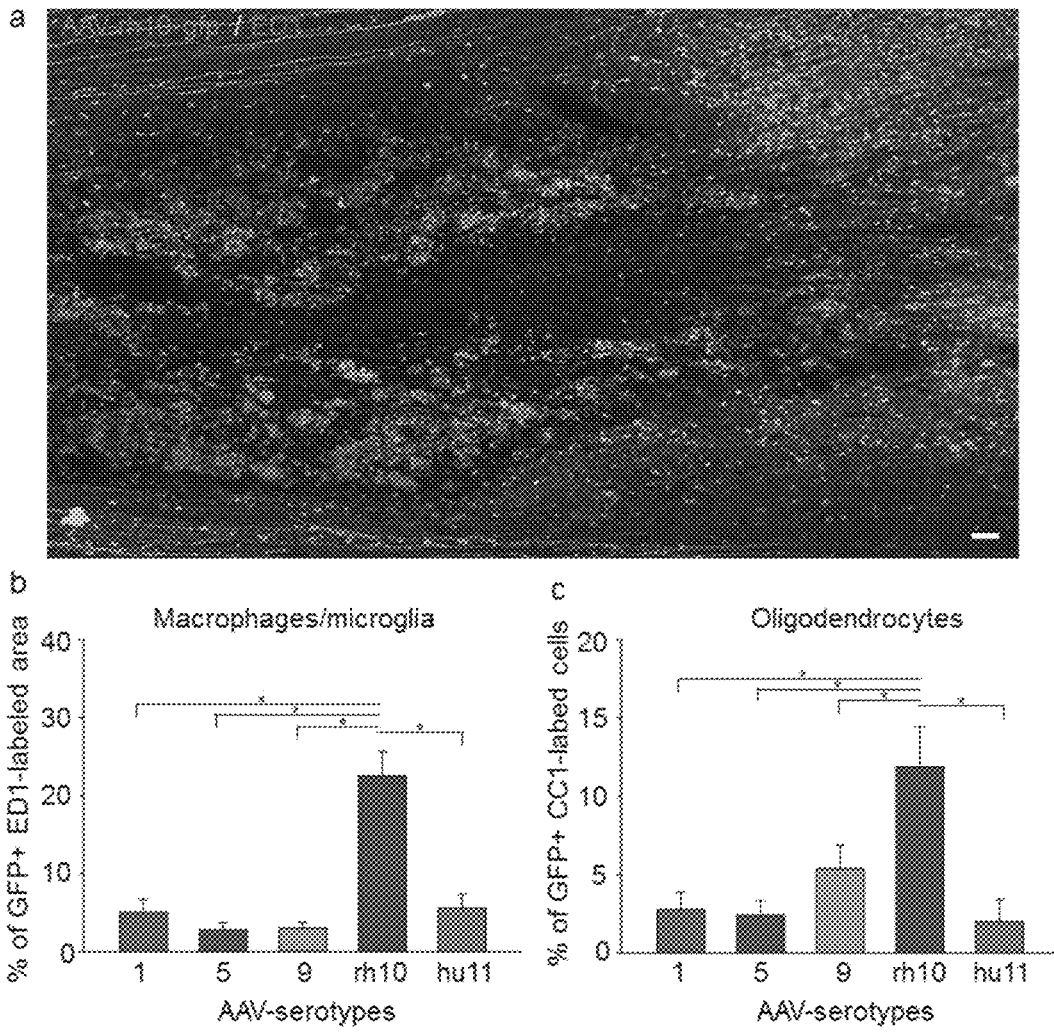 a
b
Macrophages/microglia
% of GFP+ ED1-labeled area
40
30
20
10
0
*
*
*
*
1 5 9 rh10 hu11
AAV-serotypes
c
Oligodendrocytes
% of GFP+ CC1-labled cells
20
15
10
5
0
*
*
*
*
1 5 9 rh10 hu11
AAV-serotypes